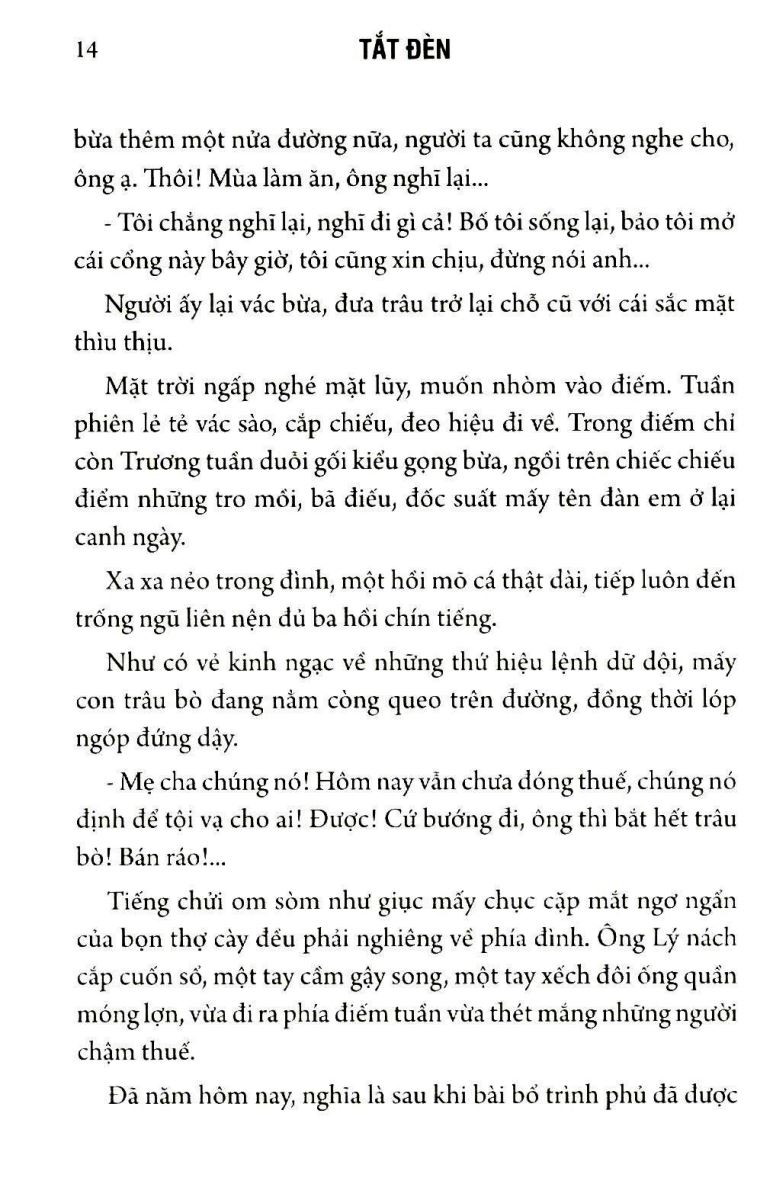 14
TẮT ĐÈN
bừa thêm một nửa đường nữa, người ta cũng không nghe cho,
ông ạ. Thôi! Mùa làm ăn, ông nghĩ lại...
- Tôi chẳng nghĩ lại, nghĩ đi gì cả! Bố tôi sống lại, bảo tôi mở
cái cổng này bây giờ, tôi cũng xin chịu, đừng nói anh...
Người ấy lại vác bừa, đưa trâu trở lại chỗ cũ với cái sắc mặt
thìu thịu.
Mặt trời ngấp nghé mặt lũy, muốn nhòm vào điếm. Tuần
phiên lẻ tẻ vác sào, cắp chiếu, đeo hiệu đi về. Trong điếm chỉ
còn Trương tuần duỗi gối kiểu gọng bừa, ngồi trên chiếc chiếu
điếm những tro mồi, bã điếu, đốc suất mấy tên đàn em ở lại
canh ngày.
Xa xa nẻo trong đình, một hồi mõ cá thật dài, tiếp luôn đến
trống ngũ liên nện đủ ba hồi chín tiếng.
Như có vẻ kinh ngạc về những thứ hiệu lệnh dữ dội, mấy
con trâu bò đang nằm còng queo trên đường, đồng thời lóp
ngóp đứng dậy.
- Mẹ cha chúng nó! Hôm nay vẫn chưa đóng thuế, chúng nó
định để tội vạ cho ai! Được! Cứ bướng đi, ông thì bắt hết trâu
bò! Bán ráo!...
Tiếng chửi om sòm như giục mấy chục cặp mắt ngơ ngẩn
của bọn thợ cày đều phải nghiêng về phía đình. Ông Lý nách
cắp cuốn sổ, một tay cầm gậy song, một tay xếch đôi ống quần
móng lợn, vừa đi ra phía điếm tuần vừa thét mắng những người
chậm thuế.
Đã năm hôm nay, nghĩa là sau khi bài bổ trình phủ đã được